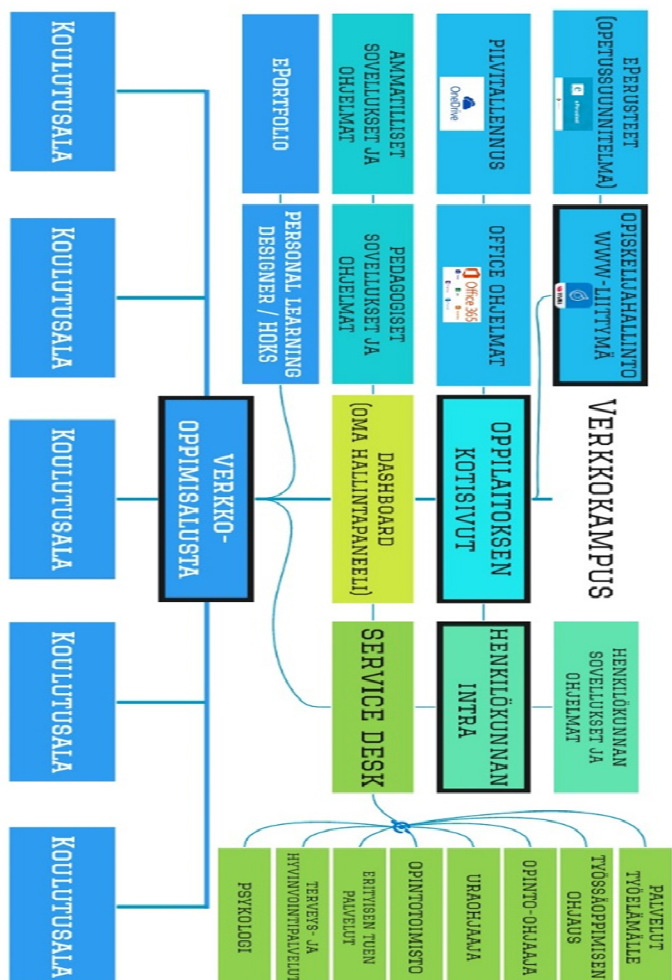 ePerusteet
(opetussuunnitelma)
Opiskelijahallinto
www-liittymä
Verkkokampus
Henkilökunnan
sovellukset ja
ohjelmat
Pilvitallennus
OneDrive
Office ohjelmat
Office 365
Oppilaitoksen
kotisivut
Henkilökunnan
intra
Ammatilliset
sovellukset ja
ohjelmat
Pedagogiset
sovellukset ja
ohjelmat
Dashboard
(oma hallintapaneeli)
Service Desk
ePortfolio
Personal Learning
Designer / HOKS
Palvelut
työelämälle
Työssäoppimisen
ohjaus
Opinto-ohjaaja
Uraohjaaja
Opintotoimisto
Erityisen tuen
palvelut
Terveys- ja
hyvinvointipalvelut
Psykologi
Verkko-
oppimisalusta
Koulutusala
Koulutusala
Koulutusala
Koulutusala
Koulutusala